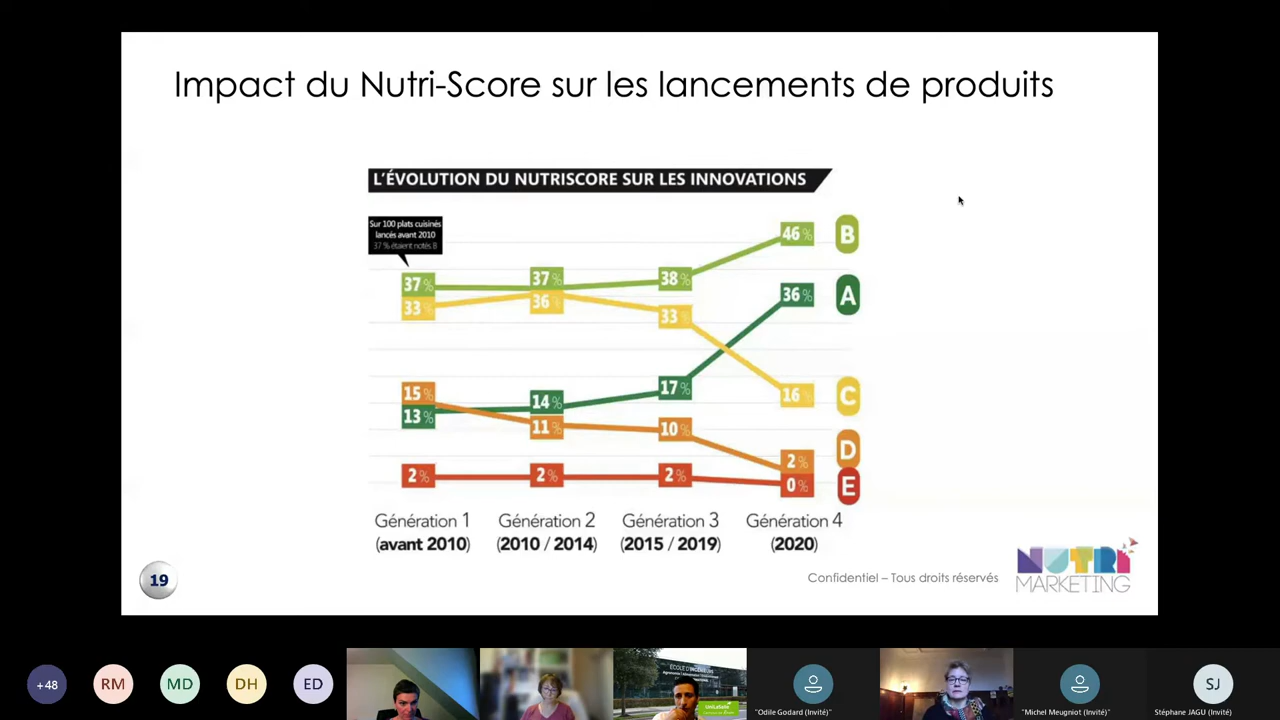 Impact du Nutri-Score sur les lancements de produits
L'ÉVOLUTION DU NUTRISCORE SUR LES INNOVATIONS
Sur 100 plats cuisinés
lancés avant 2010
37 % étaient notés B
46 % B
37 % 37 % 38 %
36 % A
33 % 36 % 33 %
16 % C
15 % 14 % 17 %
13 % 11 % 10 %
2 % D
2 % 2 % 2 % 0 % E
Génération 1 Génération 2 Génération 3 Génération 4
(avant 2010) (2010 / 2014) (2015 / 2019) (2020)
19
Confidentiel – Tous droits réservés
NUTRI
MARKETING
+48 RM MD DH ED SJ
ÉCOLE D'INGÉNIEURS
UniLaSalle
"Odile Godard (Invité)" "Michel Meugniot (Invité)" Stéphane JAGU (Invité)